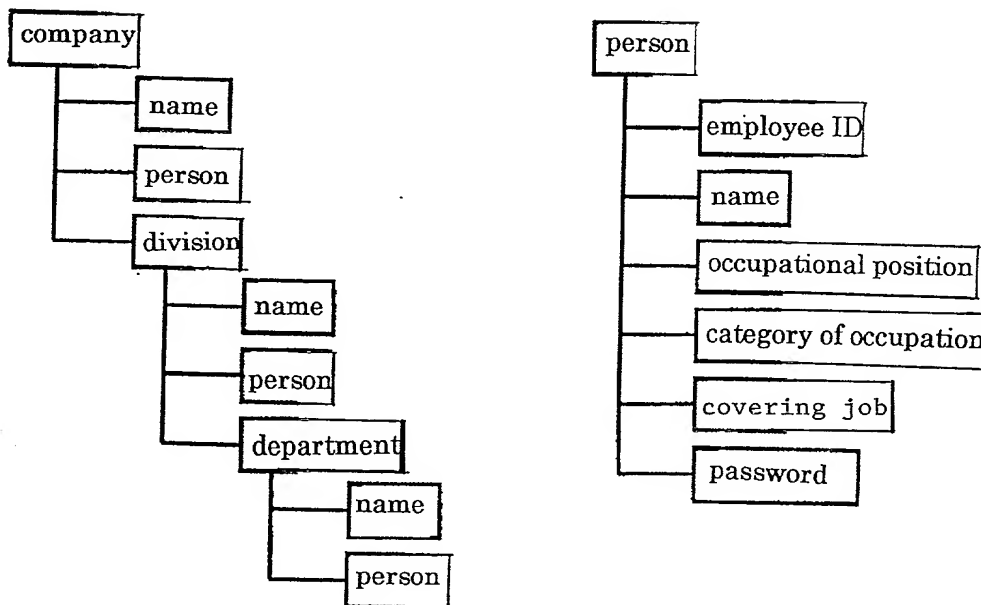 company
name
person
division
name
person
department
name
person
person
employee ID
name
occupational position
category of occupation
covering job
password